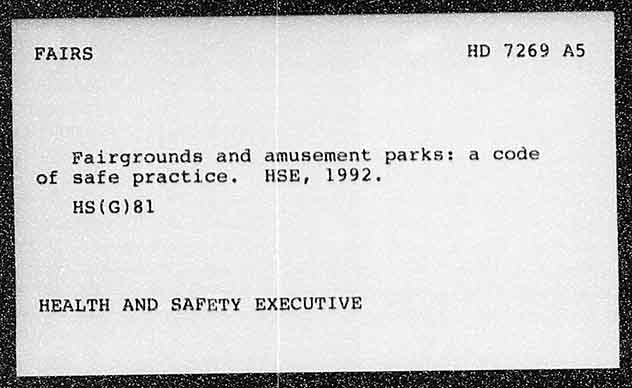 FAIRS HD 7269 A5
Fairgrounds and amusement parks: a code
of safe practice. HSE, 1992.
HS(G)81
HEALTH AND SAFETY EXECUTIVE